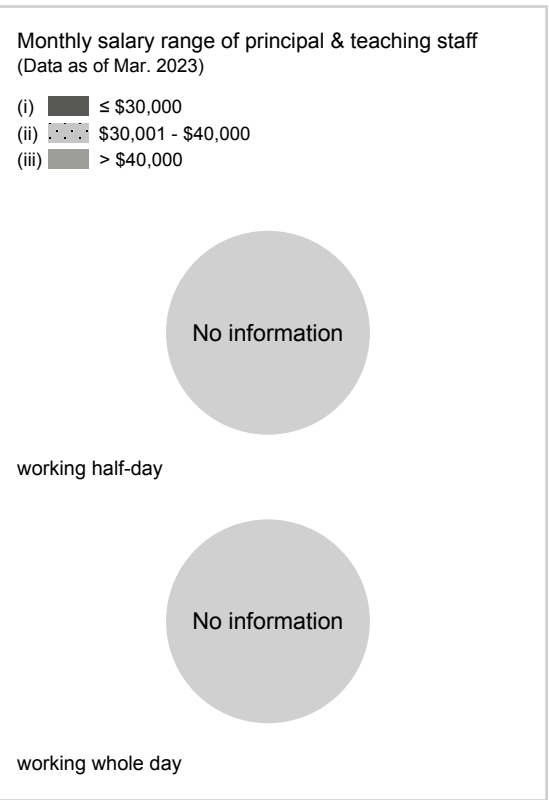 Monthly salary range of principal & teaching staff
(Data as of Mar. 2023)
(i) ≤ $30,000
(ii) $30,001 - $40,000
(iii) > $40,000
No information
working half-day
No information
working whole day